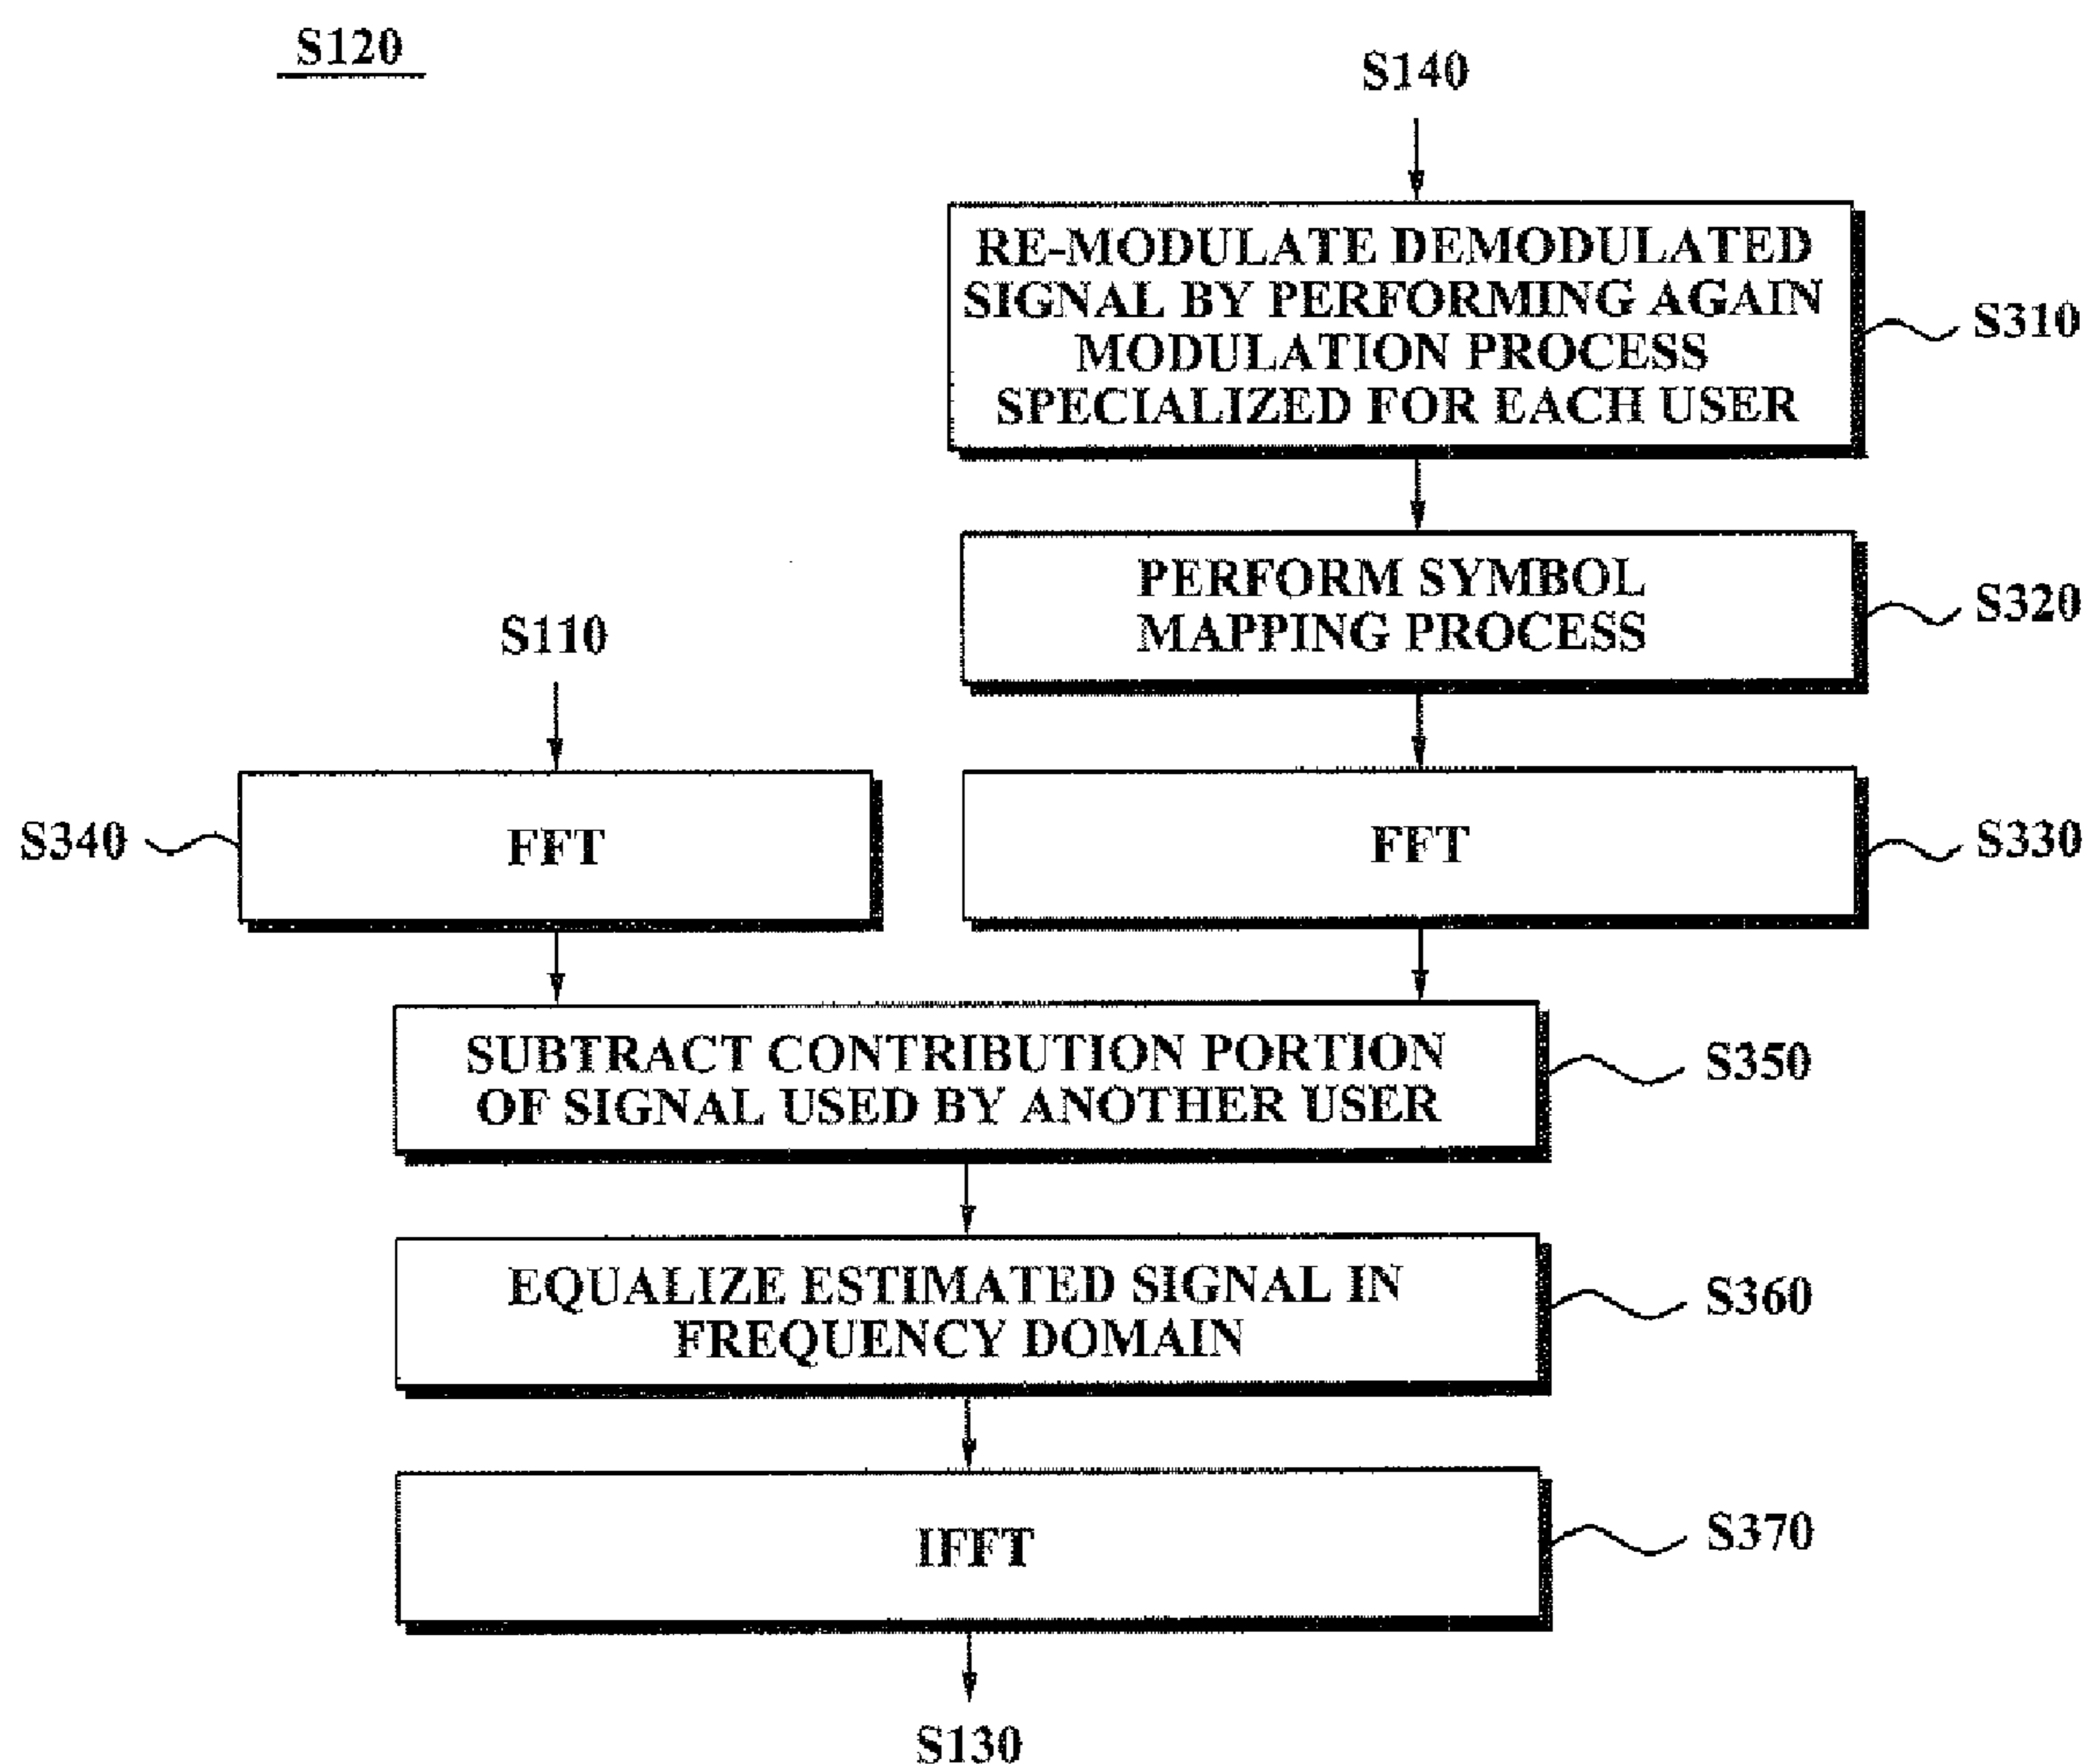 S120
S140
RE-MODULATE DEMODULATED
SIGNAL BY PERFORMING AGAIN
MODULATION PROCESS
SPECIALIZED FOR EACH USER
S310
PERFORM SYMBOL
MAPPING PROCESS
S320
S110
S340
FFT
FFT
S330
SUBTRACT CONTRIBUTION PORTION
OF SIGNAL USED BY ANOTHER USER
S350
EQUALIZE ESTIMATED SIGNAL IN
FREQUENCY DOMAIN
S360
IFFT
S370
S130